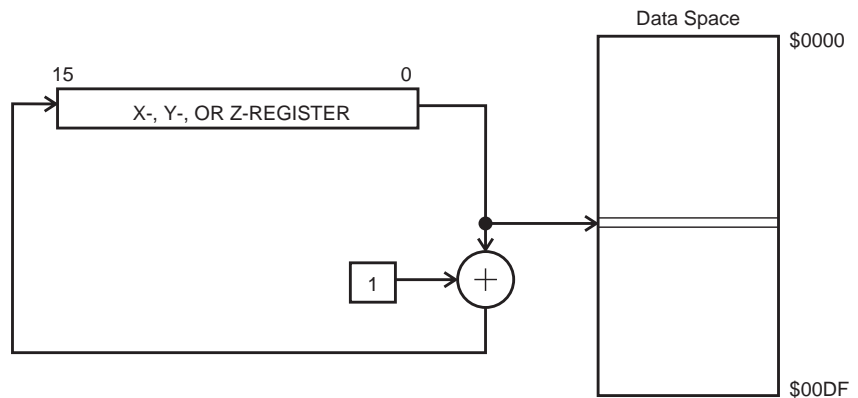 Data Space
$0000
15 0
X-, Y-, OR Z-REGISTER
1
+
$00DF